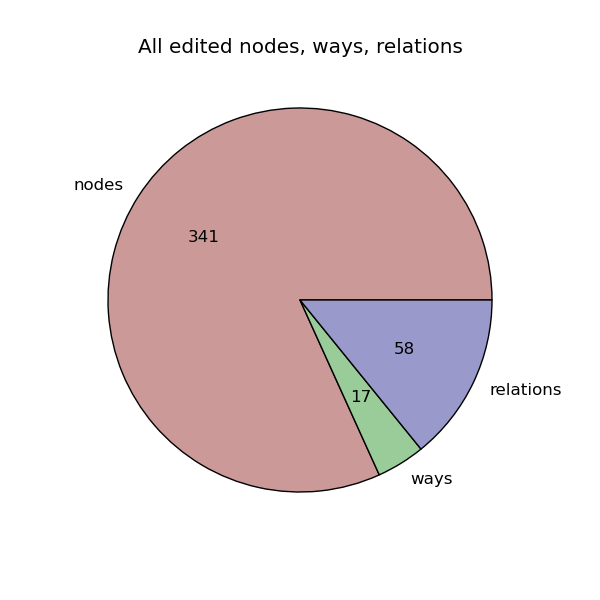 All edited nodes, ways, relations
nodes
341
58
17
relations
ways